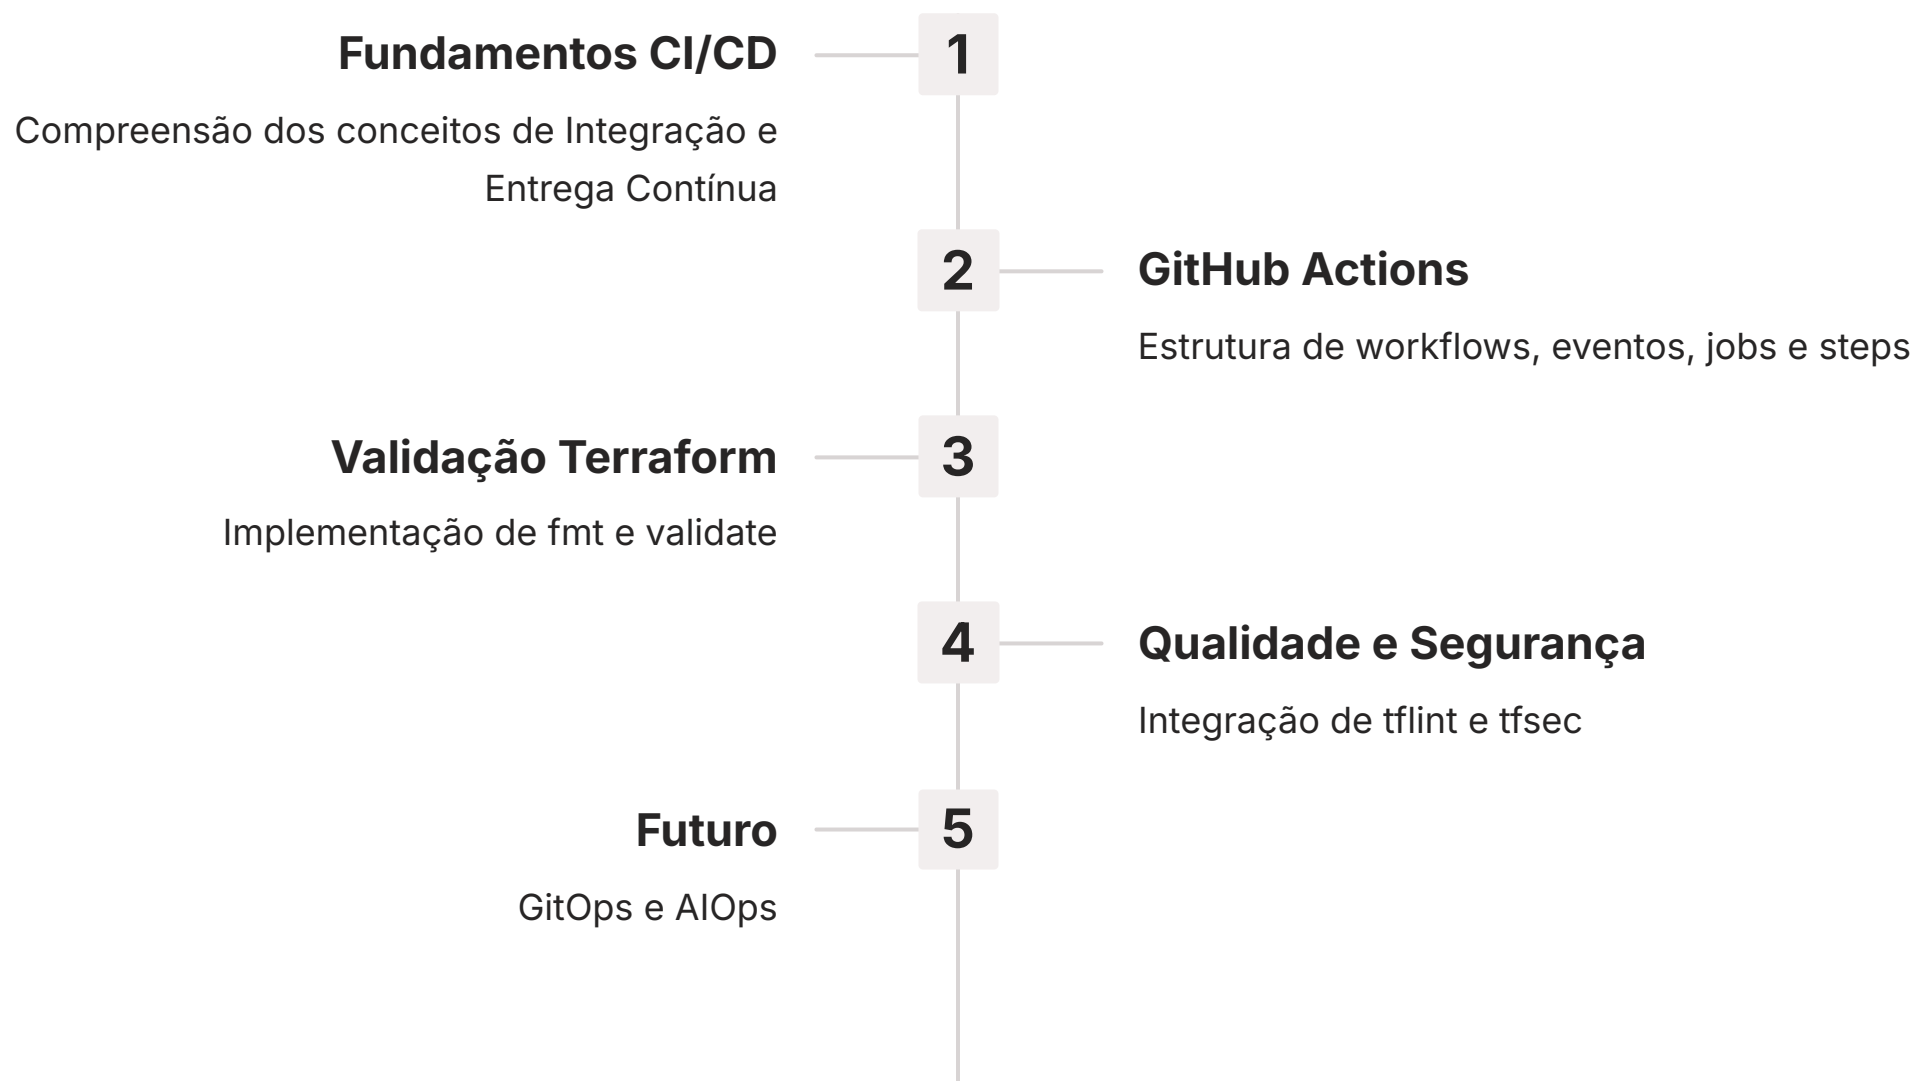 Fundamentos CI/CD
1
Compreensão dos conceitos de Integração e
Entrega Contínua
2
GitHub Actions
Estrutura de workflows, eventos, jobs e steps
Validação Terraform
3
Implementação de fmt e validate
4
Qualidade e Segurança
Integração de tflint e tfsec
Futuro
5
GitOps e AIOps